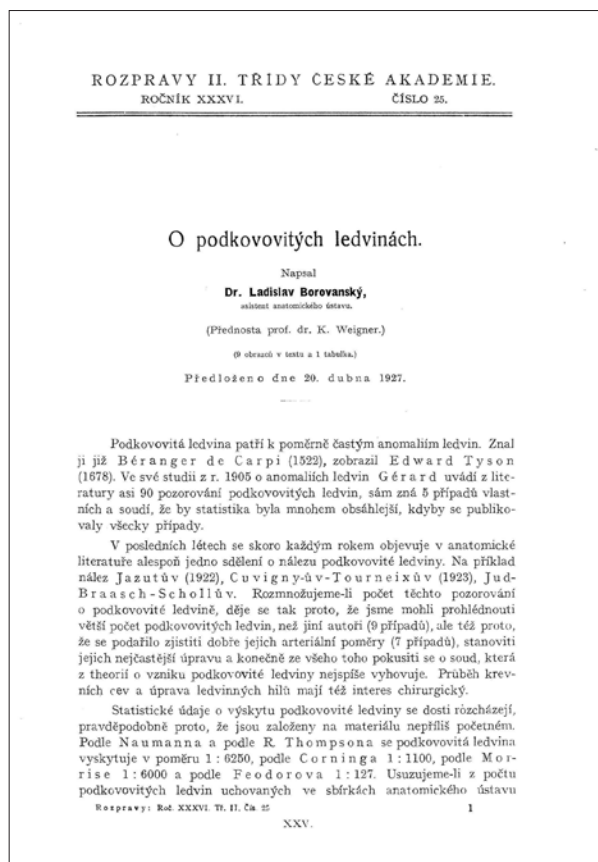 ROZPRAVY II. TŘÍDY ČESKÉ AKADEMIE.
ROČNÍK XXXVI. ČÍSLO 25.
O podkovovitých ledvinách.
Napsal
Dr. Ladislav Borovanský,
asistent anatomického ústavu.
(Přednosta prof. dr. K. Weigner.)
(9 obrazců v textu a 1 tabulka.)
Předloženo dne 20. dubna 1927.
Podkovovitá ledvina patří k poměrně častým anomaliím ledvin. Znal
ji již Béranger de Carpi (1522), zobrazil Edward Tyson
(1678). Ve své studii z r. 1905 o anomaliích ledvin Gérard uvádí z lite-
ratury asi 90 pozorování podkovovitých ledvin, sám zná 5 případů vlast-
ních a soudí, že by statistika byla mnohem obsáhlejší, kdyby se publiko-
valy všecky případy.
V posledních létech se skoro každým rokem objevuje v anatomické
literatuře alespoň jedno sdělení o nálezu podkovovité ledviny. Na příklad
nález Jazutův (1922), Cuvigny-ův-Tourneixův (1923), Jud-
Braasch-Schollův. Rozmnožujeme-li počet těchto pozorování
o podkovovité ledvině, děje se tak proto, že jsme mohli prohlédnouti
větší počet podkovovitých ledvin, než jiní autoři (9 případů), ale též proto,
že se podařilo zjistiti dobře jejich arteriální poměry (7 případů), stanoviti
jejich nejčastější úpravu a konečně ze všeho toho pokusiti se o soud, která
z theorií o vzniku podkovovité ledviny nejspíše vyhovuje. Průběh krev-
ních cev a úprava ledvinných hilů mají též interes chirurgický.
Statistické údaje o výskytu podkovovité ledviny se dosti rozcházejí,
pravděpodobně proto, že jsou založeny na materiálu nepříliš početném.
Podle Naumanna a podle R. Thompsona se podkovovitá ledvina
vyskytuje v poměru 1 : 6250, podle Corninga 1 : 1100, podle Mor-
rise 1 : 6000 a podle Feodorova 1 : 127. Usuzujeme-li z počtu
podkovovitých ledvin uchovaných ve sbírkách anatomického ústavu
Rozpravy: Roč. XXXVI. Tř. II. Čís. 25 1
XXV.